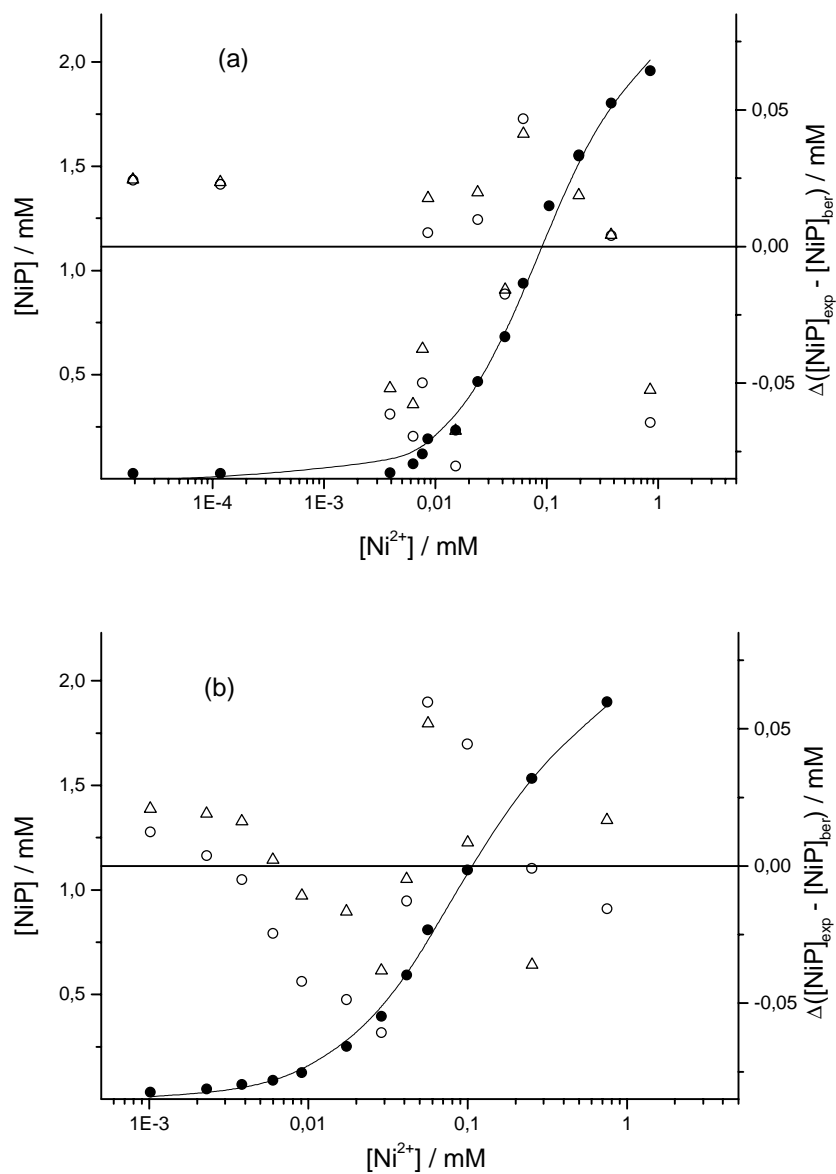 (a)
2,0
1,5
1,0
0,5
[NiP] / mM
0,05
0,00
-0,05
Δ([NiP]exp - [NiP]ber) / mM
1E-4
1E-3
0,01
0,1
1
[Ni2+] / mM
(b)
2,0
1,5
1,0
0,5
[NiP] / mM
0,05
0,00
-0,05
Δ([NiP]exp - [NiP]ber) / mM
1E-3
0,01
0,1
1
[Ni2+] / mM